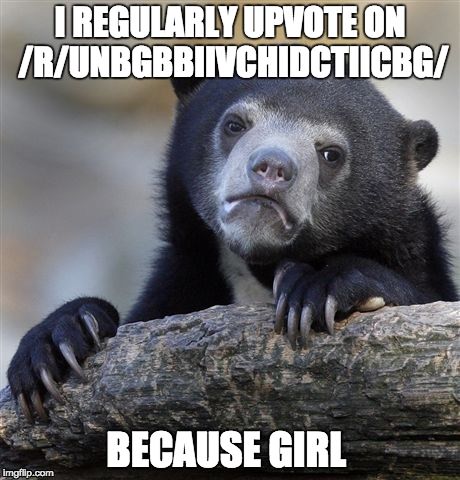 I REGULARLY UPVOTE ON
/R/UNBGBBIIVCHIDCTIICBG/
BECAUSE GIRL
imgflip.com